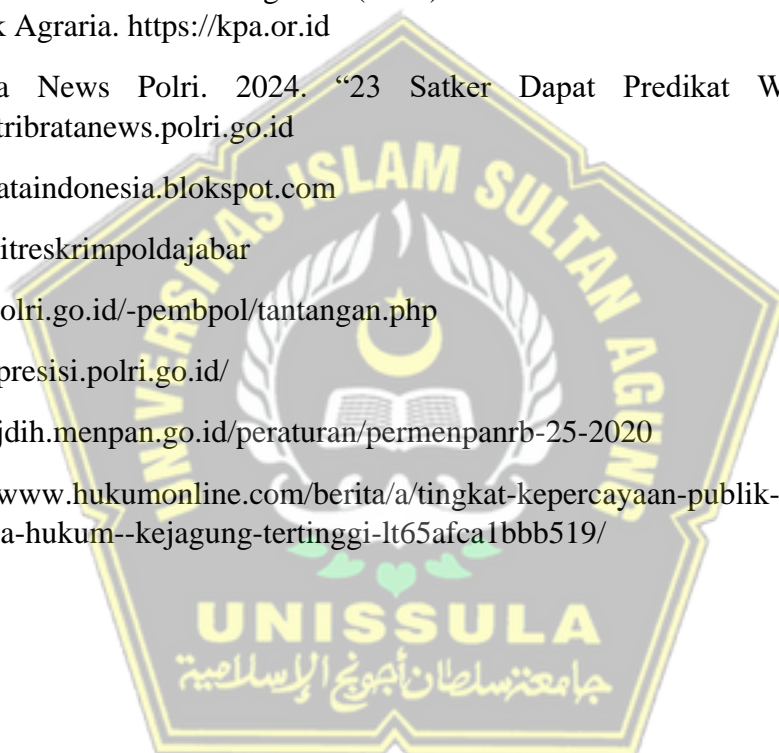 k Agraria. https://kpa.or.id
a News Polri. 2024. “23 Satker Dapat Predikat W
tribratanews.polri.go.id
ataindonesia.blokspot.com
itreskrimpoldajabar
olri.go.id/-pembpol/tantangan.php
presisi.polri.go.id/
jdih.menpan.go.id/peraturan/permenpanrb-25-2020
www.hukumonline.com/berita/a/tingkat-kepercayaan-publik-
a-hukum--kejagung-tertinggi-lt65afca1bbb519/
UNIVERSITAS ISLAM SULTAN AGUNG
UNISSULA
جامعة سلطان أجونج الإسلامية